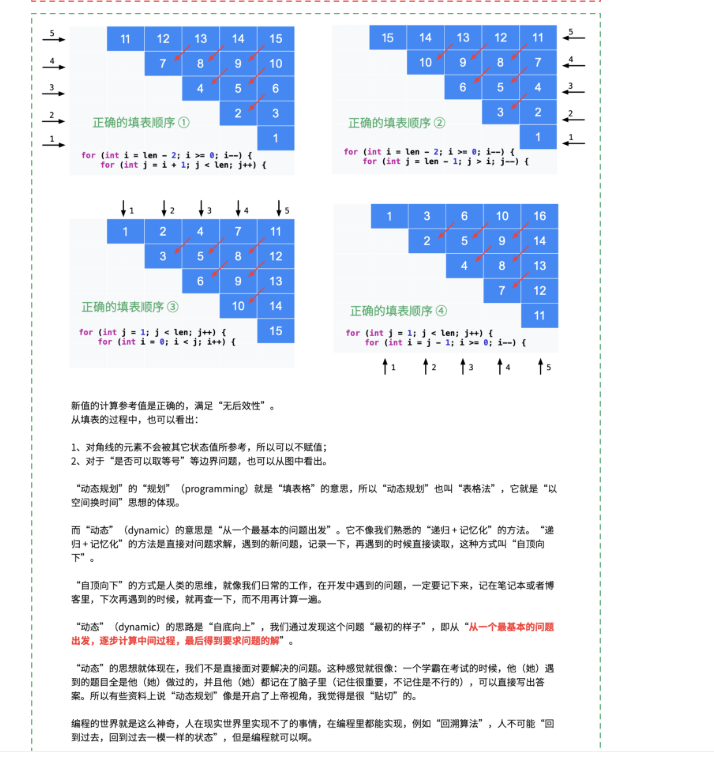 5 11 12 13 14 15
4 7 8 9 10
3 4 5 6
2 2 3
正确的填表顺序 ①
1 1
for (int i = len - 2; i >= 0; i--) {
for (int j = i + 1; j < len; j++) {
15 14 13 12 11 5
10 9 8 7 4
6 5 4 3
3 2 2
正确的填表顺序 ②
1 1
for (int i = len - 2; i >= 0; i--) {
for (int j = len - 1; j > i; j--) {
1 2 3 4 5
1 2 4 7 11
3 5 8 12
6 9 13
10 14
正确的填表顺序 ③
15
for (int j = 1; j < len; j++) {
for (int i = 0; i < j; i++) {
1 3 6 10 16
2 5 9 14
4 8 13
7 12
正确的填表顺序 ④
11
for (int j = 1; j < len; j++) {
for (int i = j - 1; i >= 0; i--) {
1 2 3 4 5
新值的计算参考值是正确的，满足“无后效性”。
从填表的过程中，也可以看出：
1、对角线的元素不会被其它状态值所参考，所以可以不赋值；
2、对于“是否可以取等号”等边界问题，也可以从图中看出。
“动态规划”的“规划”（programming）就是“填表格”的意思，所以“动态规划”也叫“表格法”，它就是“以
空间换时间”思想的体现。
而“动态”（dynamic）的意思是“从一个最基本的问题出发”。它不像我们熟悉的“递归 + 记忆化”的方法。“递
归 + 记忆化”的方法是直接对问题求解，遇到的新问题，记录一下，再遇到的时候直接读取，这种方式叫“自顶向
下”。
“自顶向下”的方式是人类的思维，就像我们日常的工作，在开发中遇到的问题，一定要记下来，记在笔记本或者博
客里，下次再遇到的时候，就再查一下，而不用再计算一遍。
“动态”（dynamic）的思路是“自底向上”，我们通过发现这个问题“最初的样子”，即从“从一个最基本的问题
出发，逐步计算中间过程，最后得到要求问题的解”。
“动态”的思想就体现在，我们不是直接面对要解决的问题。这种感觉就很像：一个学霸在考试的时候，他（她）遇
到的题目全是他（她）做过的，并且他（她）都记在了脑子里（记住很重要，不记住是不行的），可以直接写出答
案。所以有些资料上说“动态规划”像是开启了上帝视角，我觉得是很“贴切”的。
编程的世界就是这么神奇，人在现实世界里实现不了的事情，在编程里都能实现，例如“回溯算法”，人不可能“回
到过去，回到过去一模一样的状态”，但是编程就可以啊。